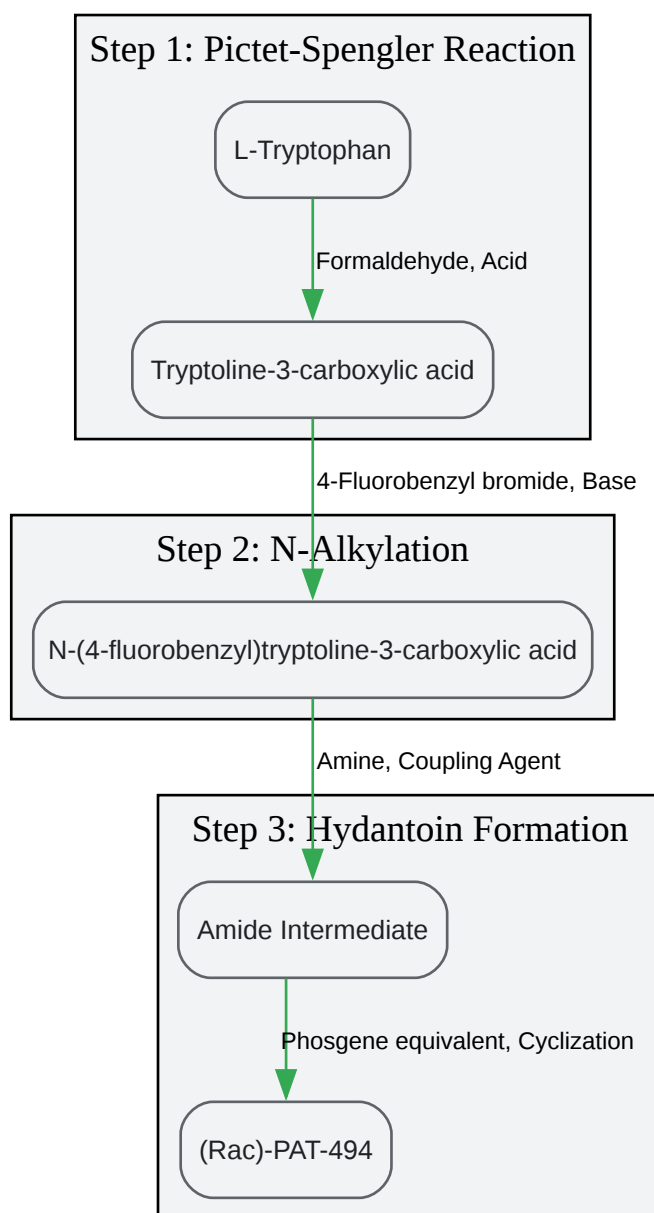 Step 1: Pictet-Spengler Reaction
L-Tryptophan
Formaldehyde, Acid
Tryptoline-3-carboxylic acid
4-Fluorobenzyl bromide, Base
Step 2: N-Alkylation
N-(4-fluorobenzyl)tryptoline-3-carboxylic acid
Amine, Coupling Agent
Step 3: Hydantoin Formation
Amide Intermediate
Phosgene equivalent, Cyclization
(Rac)-PAT-494